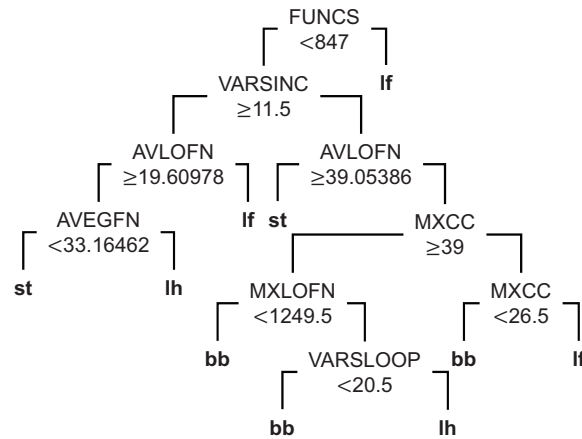 FUNCS
<847
lf
VARSINC
≥11.5
AVLOFN
≥19.60978
AVLOFN
≥39.05386
lf
st
AVEGFN
<33.16462
MXCC
≥39
st
lh
MXLOFN
<1249.5
MXCC
<26.5
bb
bb
lf
VARSLOOP
<20.5
bb
lh